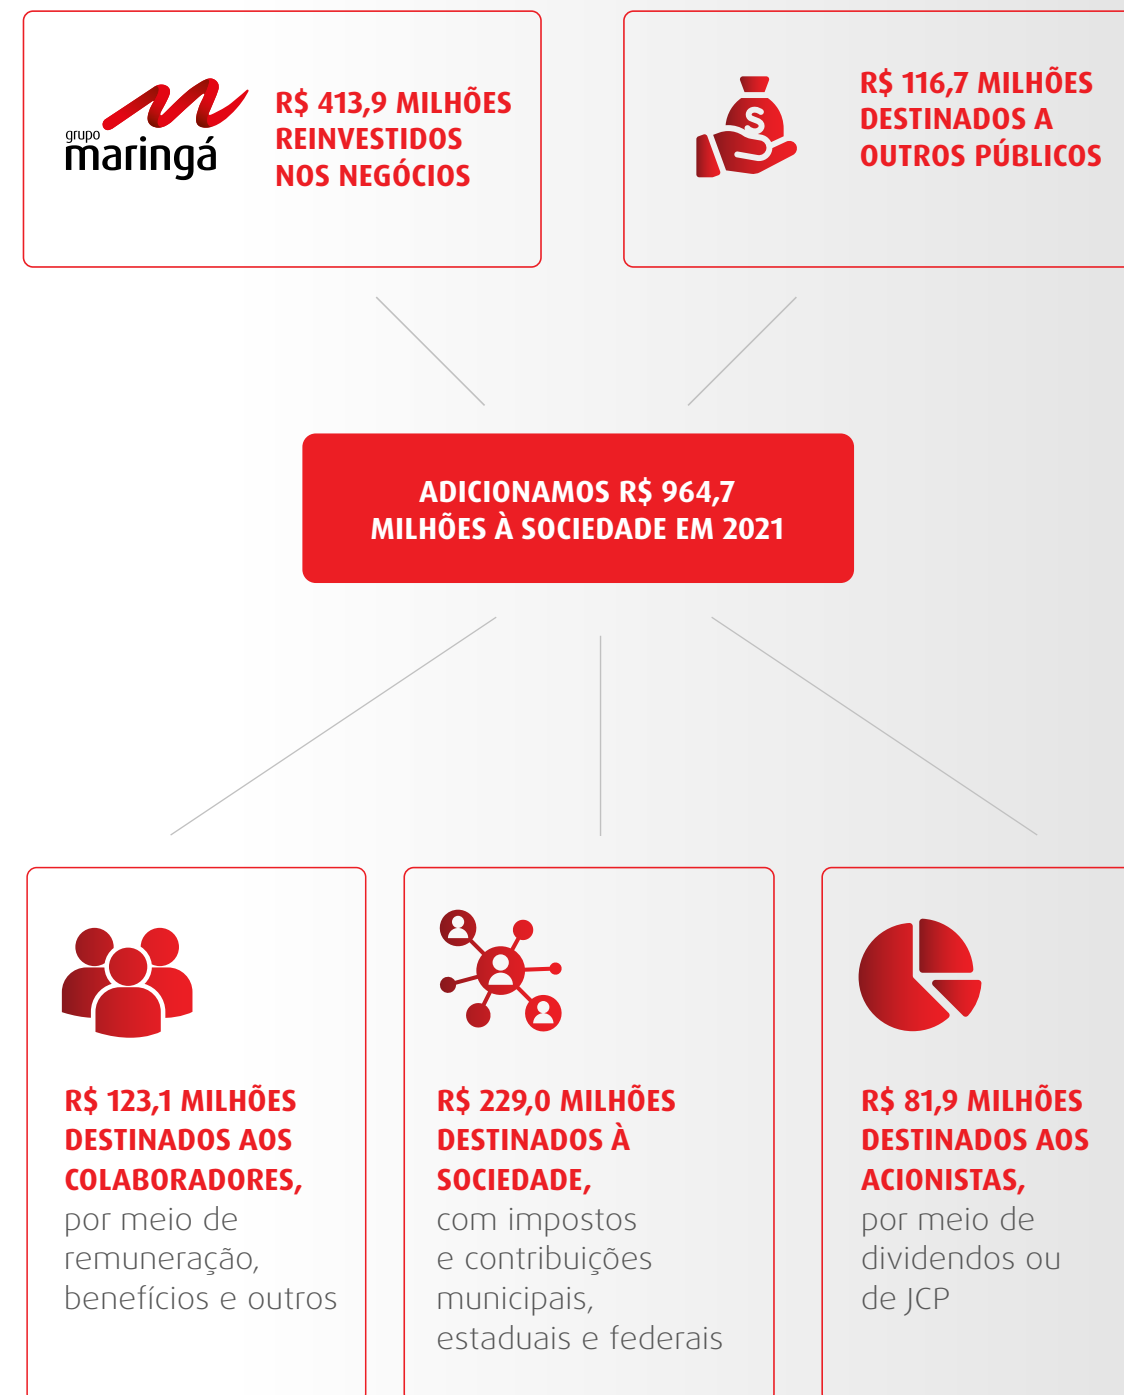 grupo
maringá
R$ 413,9 MILHÕES
REINVESTIDOS
NOS NEGÓCIOS
S
R$ 116,7 MILHÕES
DESTINADOS A
OUTROS PÚBLICOS
ADICIONAMOS R$ 964,7
MILHÕES À SOCIEDADE EM 2021
R$ 123,1 MILHÕES
DESTINADOS AOS
COLABORADORES,
por meio de
remuneração,
benefícios e outros
R$ 229,0 MILHÕES
DESTINADOS À
SOCIEDADE,
com impostos
e contribuições
municipais,
estaduais e federais
R$ 81,9 MILHÕES
DESTINADOS AOS
ACIONISTAS,
por meio de
dividendos ou
de JCP